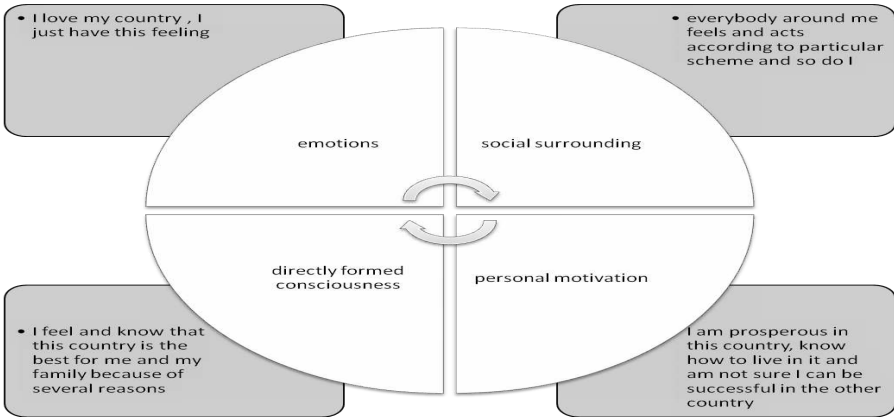 • I love my country , I
just have this feeling
• everybody around me
feels and acts
according to particular
scheme and so do I
emotions
social surrounding
directly formed
consciousness
personal motivation
• I feel and know that
this country is the
best for me and my
family because of
several reasons
I am prosperous in
this country, know
how to live in it and
am not sure I can be
successful in the other
country